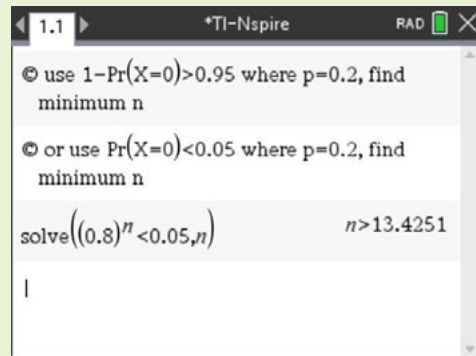 1.1 *TI-Nspire RAD
© use 1−Pr(X=0)>0.95 where p=0.2, find
minimum n
© or use Pr(X=0)<0.05 where p=0.2, find
minimum n
solve((0.8)ⁿ<0.05,n) n>13.4251